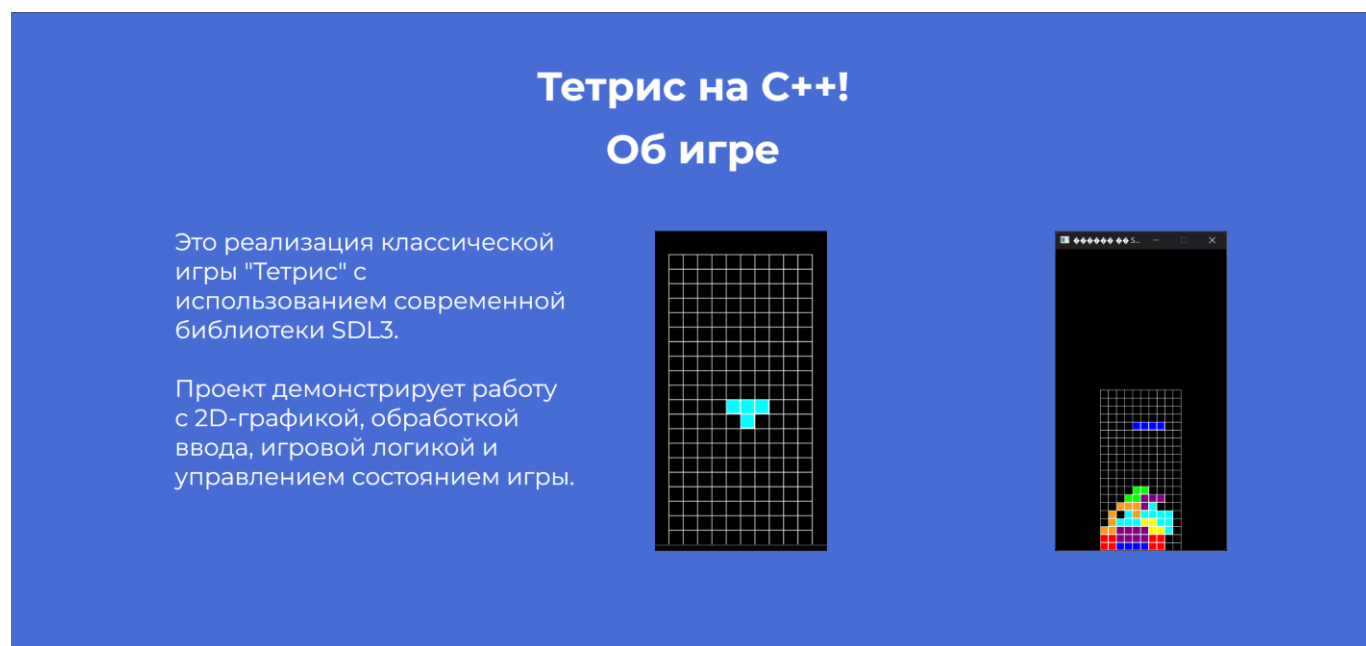 Тетрис на C++!
Об игре
Это реализация классической
игры "Тетрис" с
использованием современной
библиотеки SDL3.
Проект демонстрирует работу
с 2D-графикой, обработкой
ввода, игровой логикой и
управлением состоянием игры.
������ �� S...